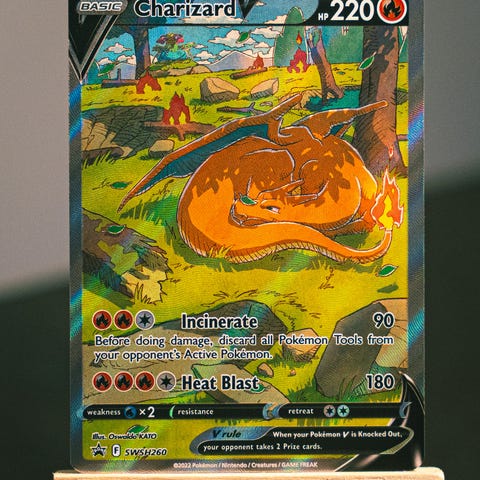 BASIC Charizard V HP 220
Incinerate 90
Before doing damage, discard all Pokémon Tools from
your opponent's Active Pokémon.
Heat Blast 180
weakness ×2 resistance retreat
V rule When your Pokémon V is Knocked Out,
your opponent takes 2 Prize cards.
Illus. Oswaldo KATO
F SWSH260
©2022 Pokémon / Nintendo / Creatures / GAME FREAK